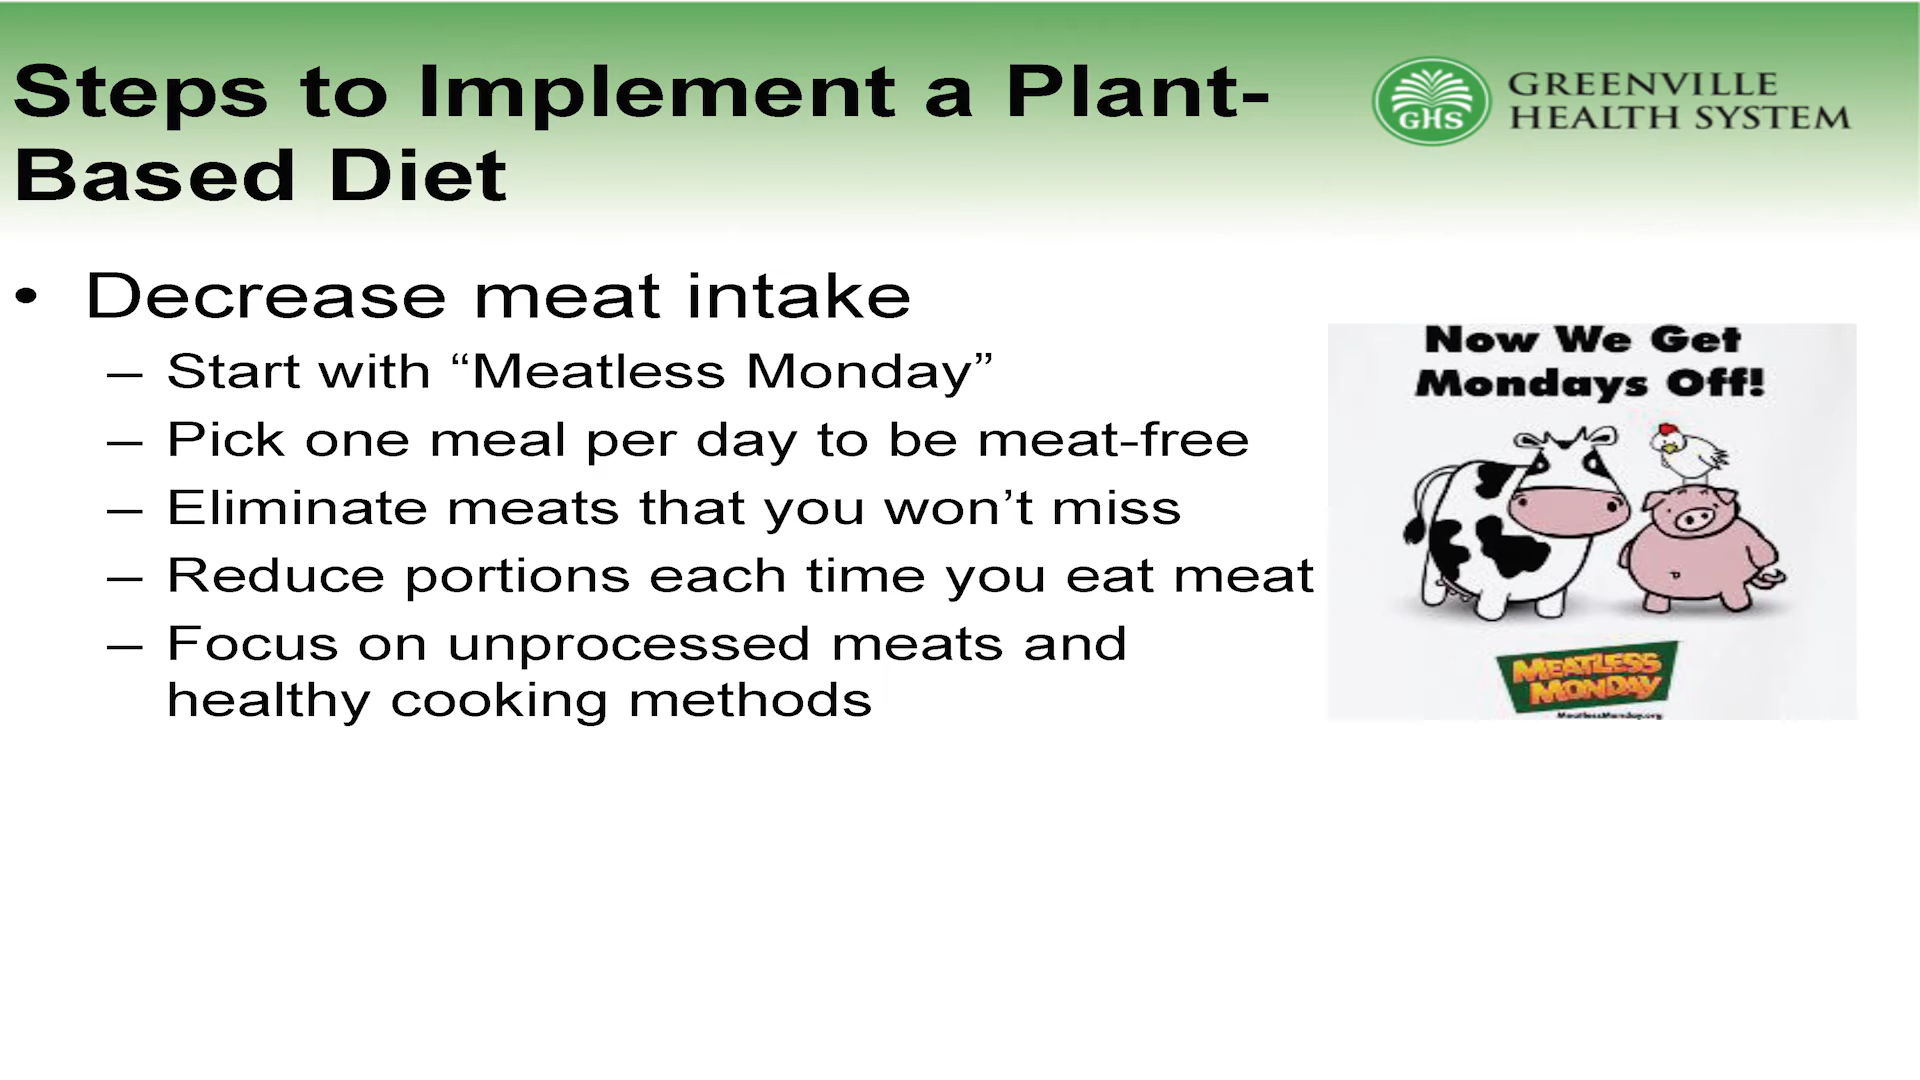 Steps to Implement a Plant-
Based Diet
GHS
GREENVILLE
HEALTH SYSTEM
• Decrease meat intake
– Start with “Meatless Monday”
– Pick one meal per day to be meat-free
– Eliminate meats that you won’t miss
– Reduce portions each time you eat meat
– Focus on unprocessed meats and
healthy cooking methods
Now We Get
Mondays Off!
MEATLESS
MONDAY
MeatlessMonday.org